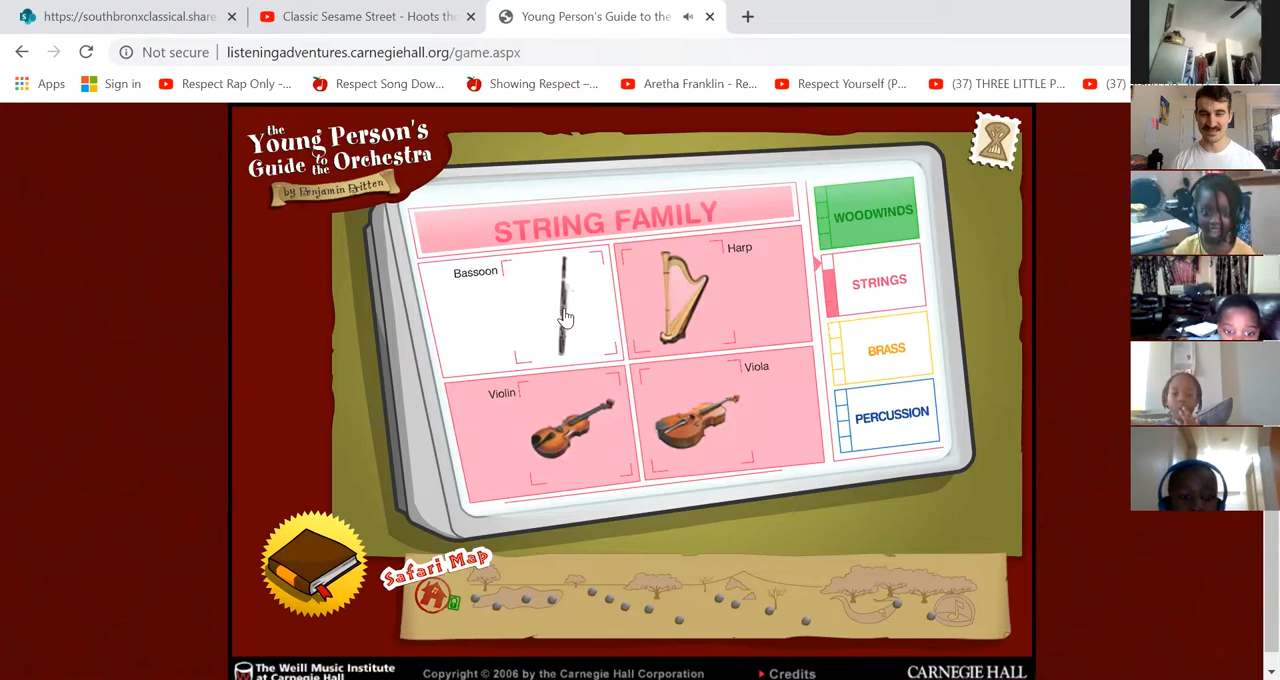 https://southbronxclassical.share
Classic Sesame Street - Hoots the
Young Person's Guide to the
Not secure
listeningadventures.carnegiehall.org/game.aspx
Apps
Sign in
Respect Rap Only -...
Respect Song Dow...
Showing Respect –...
Aretha Franklin - Re...
Respect Yourself (P...
(37) THREE LITTLE P...
(37)
the
Young Person's
Guide to the Orchestra
by Benjamin Britten
STRING FAMILY
Bassoon
Harp
Violin
Viola
WOODWINDS
STRINGS
BRASS
PERCUSSION
Safari Map
The Weill Music Institute
at Carnegie Hall
Copyright © 2006 by the Carnegie Hall Corporation
Credits
CARNEGIE HALL